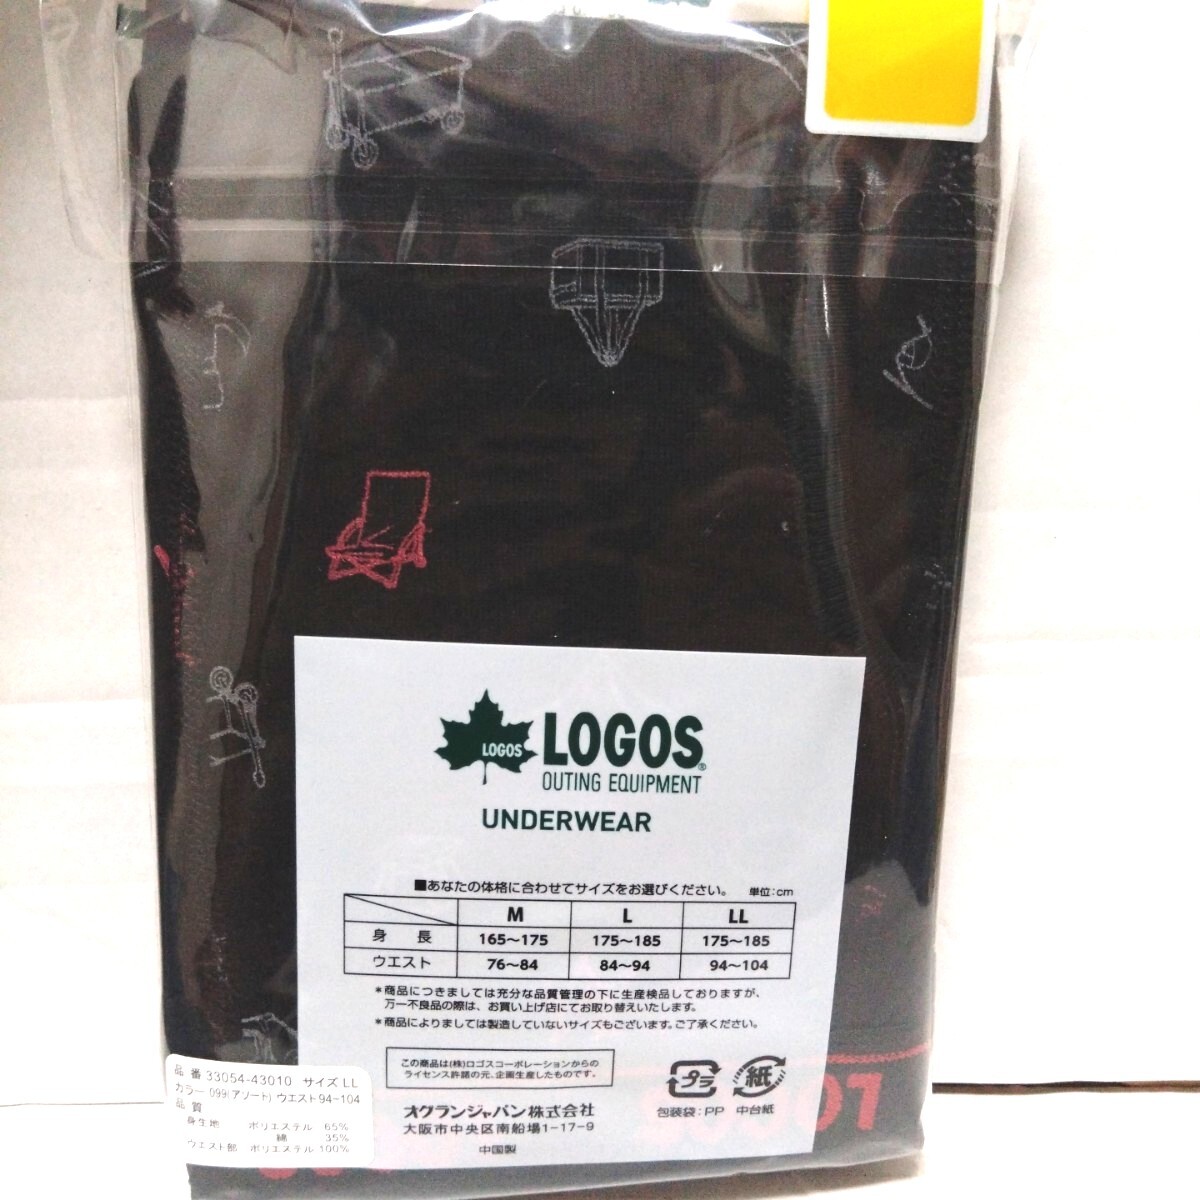 LOGOS
LOGOS®
OUTING EQUIPMENT
UNDERWEAR
■あなたの体格に合わせてサイズをお選びください。 単位:cm
M L LL
身 長 165～175 175～185 175～185
ウエスト 76～84 84～94 94～104
*商品につきましては充分な品質管理の下に生産検品しておりますが、
万一不良品の際は、お買い上げ店にてお取り替えいたします。
*商品によりましては製造していないサイズもございます。ご了承ください。
この商品は(株)ロゴスコーポレーションからの
ライセンス許諾の元、企画生産したものです。
オグランジャパン株式会社
大阪市中央区南船場1-17-9
中国製
プラ 紙
包装袋:PP 中台紙
品 番 33054-43010 サイズ LL
カラー 099(アソート) ウエスト94-104
品 質
身生地 ポリエステル 65%
綿 35%
ウエスト部 ポリエステル 100%